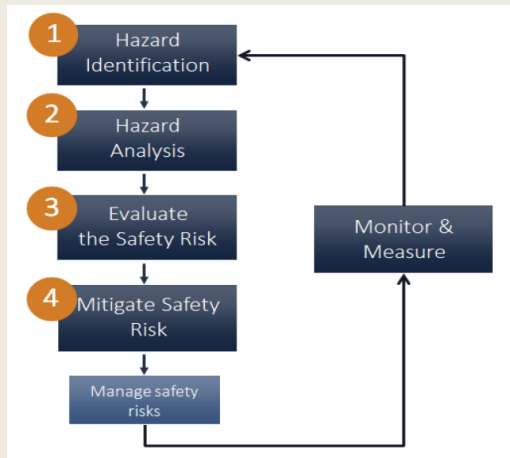 1
Hazard
Identification
2
Hazard
Analysis
3
Evaluate
the Safety Risk
4
Mitigate Safety
Risk
Manage safety
risks
Monitor &
Measure